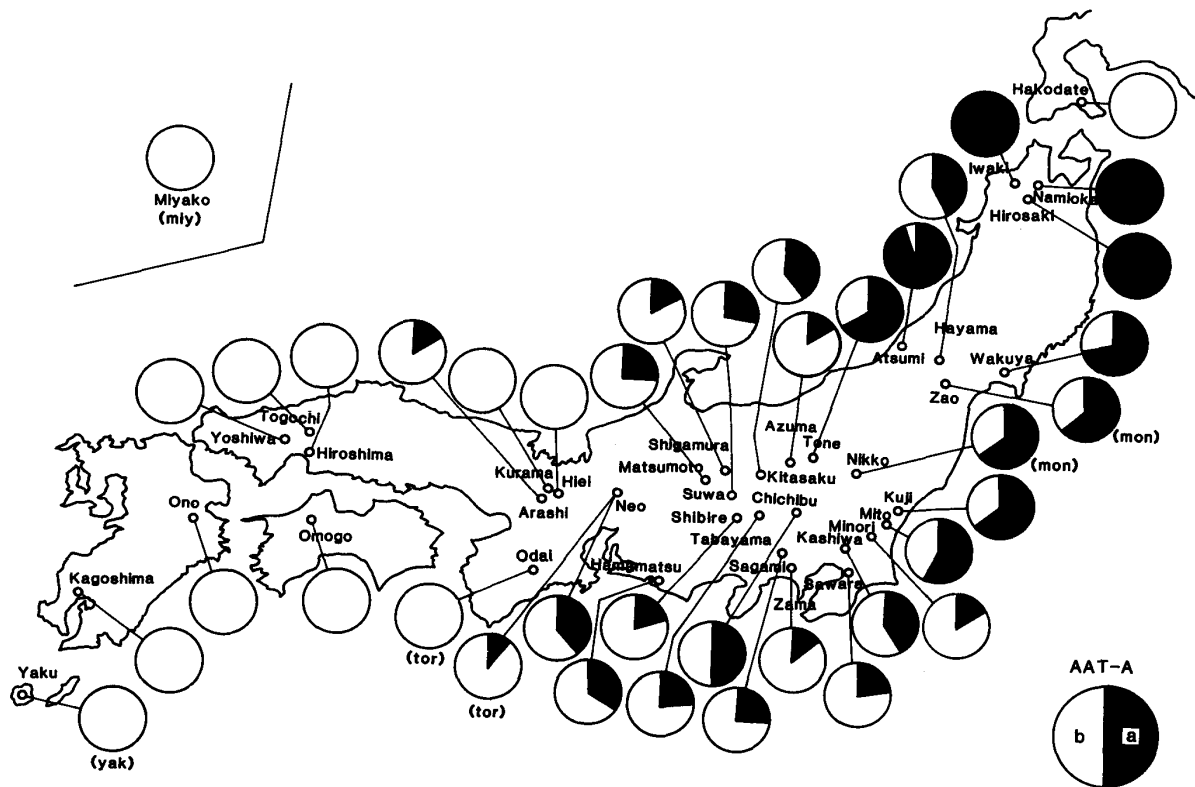 Hakodate
Iwaki
Namioka
Hirosaki
Miyako
(miy)
Hayama
Atsumi
Wakuya
Zao
(mon)
Togochi
Yoshiwa
Hiroshima
Azuma
Tone
(mon)
Shigamura
Nikko
Matsumoto
Kitasaku
Kurama
Hiei
Suwa
Chichibu
Kuji
Ono
Arashi
Neo
Shibire
Mito
Omogo
Minori
Tabayama
Kashiwa
Odai
Hamamatsu
Sagami
Kagoshima
Sawara
Zama
(tor)
Yaku
AAT-A
(tor)
b
a
(yak)